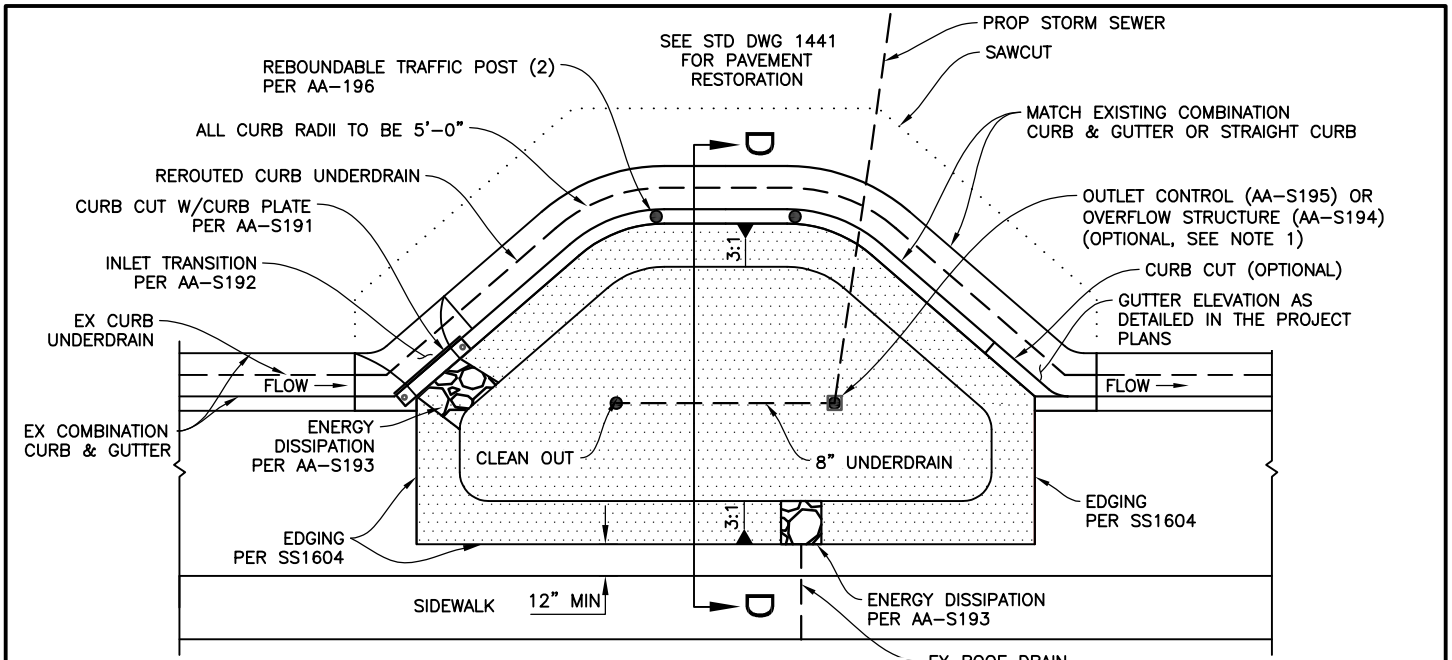 PROP STORM SEWER
SEE STD DWG 1441
FOR PAVEMENT
RESTORATION
SAWCUT
REBOUNDABLE TRAFFIC POST (2)
PER AA-196
MATCH EXISTING COMBINATION
CURB & GUTTER OR STRAIGHT CURB
ALL CURB RADII TO BE 5'-0"
D
REROUTED CURB UNDERDRAIN
CURB CUT W/CURB PLATE
PER AA-S191
OUTLET CONTROL (AA-S195) OR
OVERFLOW STRUCTURE (AA-S194)
(OPTIONAL, SEE NOTE 1)
3:1
INLET TRANSITION
PER AA-S192
CURB CUT (OPTIONAL)
GUTTER ELEVATION AS
DETAILED IN THE PROJECT
PLANS
EX CURB
UNDERDRAIN
FLOW
FLOW
EX COMBINATION
CURB & GUTTER
ENERGY
DISSIPATION
PER AA-S193
CLEAN OUT
8" UNDERDRAIN
EDGING
PER SS1604
3:1
EDGING
PER SS1604
SIDEWALK
12" MIN
D
ENERGY DISSIPATION
PER AA-S193
EX ROOF DRAIN